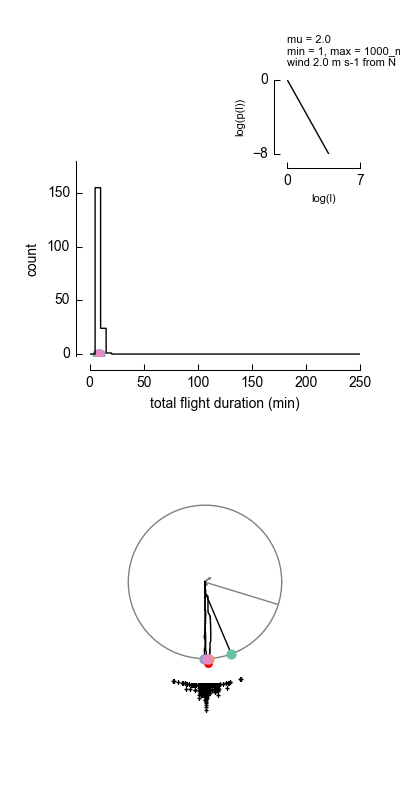 mu = 2.0
min = 1, max = 1000_m
wind 2.0 m s-1 from N
0
log(p(l))
−8
0 7
log(l)
150
100
50
0
count
0 50 100 150 200 250
total flight duration (min)